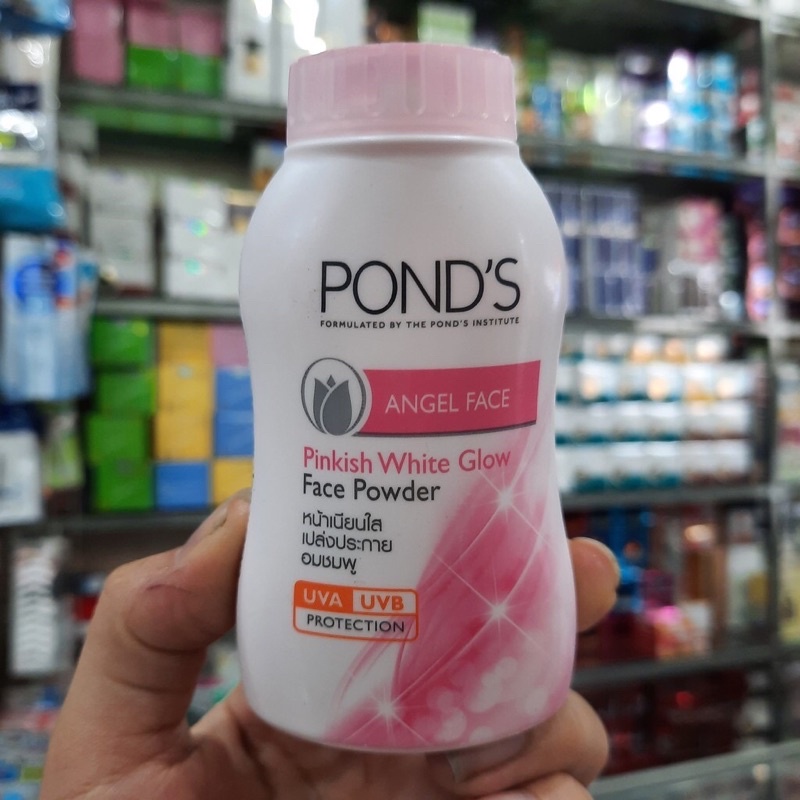 POND'S
FORMULATED BY THE POND'S INSTITUTE
ANGEL FACE
Pinkish White Glow
Face Powder
หน้าเนียนใส
เปล่งประกาย
อมชมพู
UVA UVB
PROTECTION